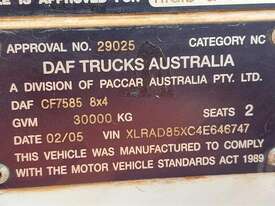 APPROVAL NO. 29025 CATEGORY NC
DAF TRUCKS AUSTRALIA
A DIVISION OF PACCAR AUSTRALIA PTY. LTD.
DAF CF7585 8x4
GVM 30000 KG SEATS 2
DATE 02/05 VIN XLRAD85XC4E646747
THIS VEHICLE WAS MANUFACTURED TO COMPLY
WITH THE MOTOR VEHICLE STANDARDS ACT 1989